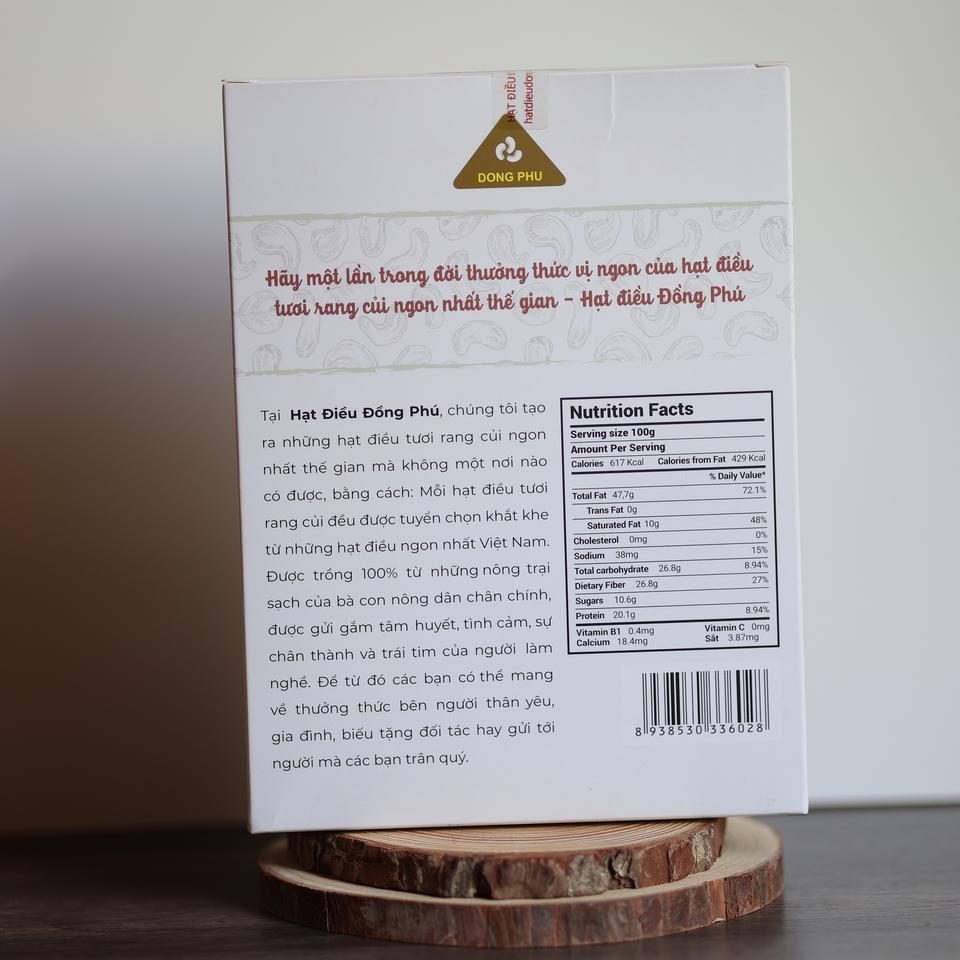 HẠT ĐIỀU
hatdieudo
DONG PHU
Hãy một lần trong đời thưởng thức vị ngon của hạt điều
tươi rang củi ngon nhất thế gian - Hạt điều Đồng Phú
Tại Hạt Điều Đồng Phú, chúng tôi tạo
ra những hạt điều tươi rang củi ngon
nhất thế gian mà không một nơi nào
có được, bằng cách: Mỗi hạt điều tươi
rang củi đều được tuyển chọn khắt khe
từ những hạt điều ngon nhất Việt Nam.
Được trồng 100% từ những nông trại
sạch của bà con nông dân chân chính,
được gửi gắm tâm huyết, tình cảm, sự
chân thành và trái tim của người làm
nghề. Để từ đó các bạn có thể mang
về thưởng thức bên người thân yêu,
gia đình, biếu tặng đối tác hay gửi tới
người mà các bạn trân quý.
Nutrition Facts
Serving size 100g
Amount Per Serving
Calories 617 Kcal Calories from Fat 429 Kcal
% Daily Value*
Total Fat 47,7g 72.1%
Trans Fat 0g
Saturated Fat 10g 48%
Cholesterol 0mg 0%
Sodium 38mg 15%
Total carbohydrate 26.8g 8.94%
Dietary Fiber 26.8g 27%
Sugars 10.6g
Protein 20.1g 8.94%
Vitamin B1 0.4mg Vitamin C 0mg
Calcium 18.4mg Sắt 3.87mg
8 938530 336028